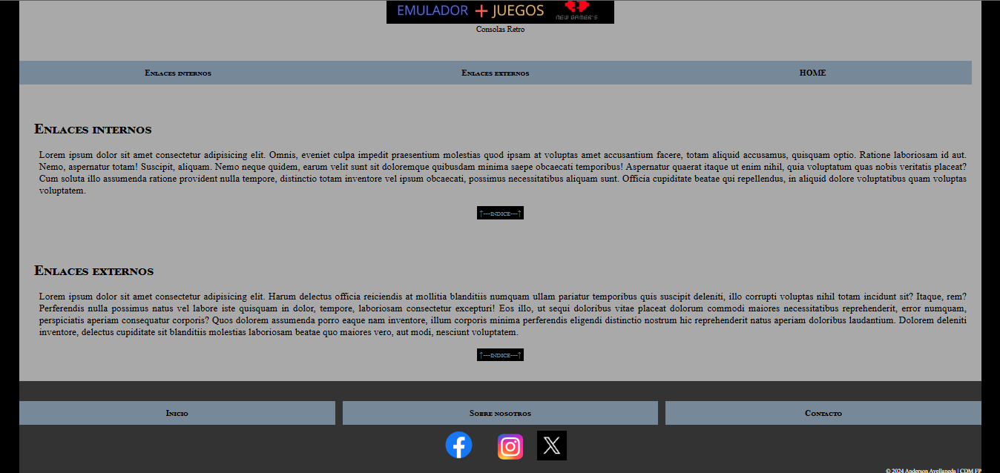 EMULADOR + JUEGOS
NEW GAMER'S
Consolas Retro
Enlaces internos
Enlaces externos
HOME
Enlaces internos
Lorem ipsum dolor sit amet consectetur adipisicing elit. Omnis, eveniet culpa impedit praesentium molestias quod ipsam at voluptas amet accusantium facere, totam aliquid accusamus, quisquam optio. Ratione laboriosam id aut.
Nemo, aspernatur totam! Suscipit, aliquam. Nemo neque quidem, earum velit sunt sit doloremque quibusdam minima saepe obcaecati temporibus! Aspernatur quaerat itaque ut enim nihil, quia voluptatum quas nobis veritatis placeat?
Cum soluta illo assumenda ratione provident nulla tempore, distinctio totam inventore vel ipsum obcaecati, possimus necessitatibus aliquam sunt. Officia cupiditate beatae qui repellendus, in aliquid dolore voluptatibus quam voluptas
voluptatem.
↑---indice---↑
Enlaces externos
Lorem ipsum dolor sit amet consectetur adipisicing elit. Harum delectus officia reiciendis at mollitia blanditiis numquam ullam pariatur temporibus quis suscipit deleniti, illo corrupti voluptas nihil totam incidunt sit? Itaque, rem?
Perferendis nulla possimus natus vel labore iste quisquam in dolor, tempore, laboriosam consectetur excepturi! Eos illo, ut sequi doloribus vitae placeat dolorum commodi maiores necessitatibus reprehenderit, error numquam,
perspiciatis aperiam consequatur corporis? Quos dolorem assumenda porro eaque nam inventore, illum corporis minima perferendis eligendi distinctio nostrum hic reprehenderit natus aperiam doloribus laudantium. Dolorem deleniti
inventore, delectus cupiditate sit blanditiis molestias laboriosam beatae quo maiores vero, aut modi, nesciunt voluptatem.
↑---indice---↑
Inicio
Sobre nosotros
Contacto
© 2024 Anderson Avellaneda | CDM FP